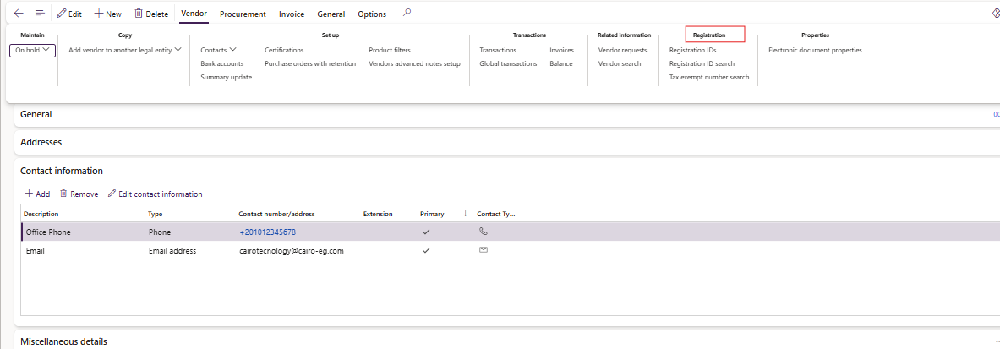 Edit New Delete Vendor Procurement Invoice General Options
Maintain Copy Set up Transactions Related information Registration Properties
On hold Add vendor to another legal entity Contacts Certifications Product filters Transactions Invoices Vendor requests Registration IDs Electronic document properties
Bank accounts Purchase orders with retention Vendors advanced notes setup Global transactions Balance Vendor search Registration ID search
Summary update Tax exempt number search
General
Addresses
Contact information
Add Remove Edit contact information
Description Type Contact number/address Extension Primary Contact Ty...
Office Phone Phone +201012345678
Email Email address cairotecnology@cairo-eg.com
Miscellaneous details